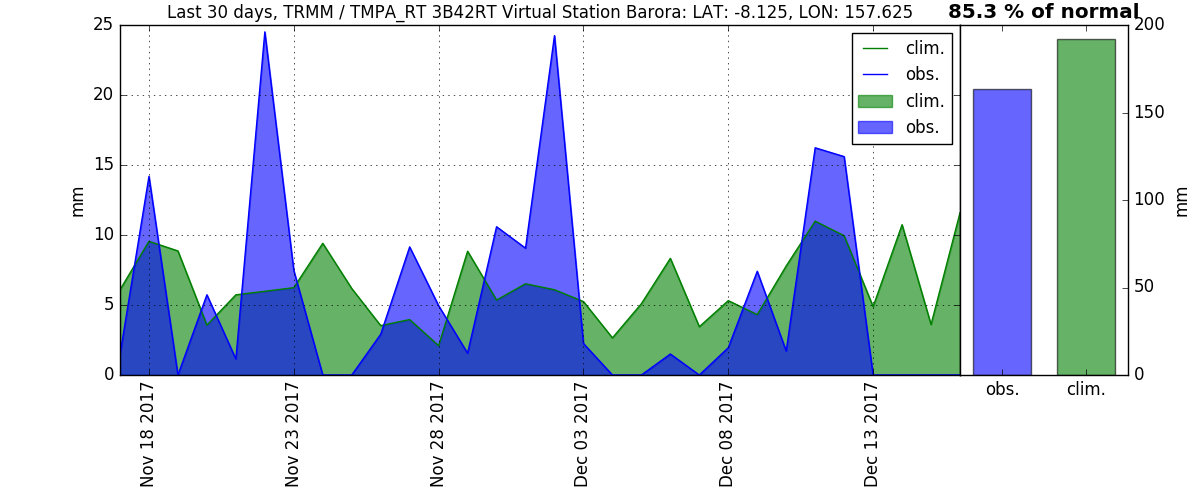 Last 30 days, TRMM / TMPA_RT 3B42RT Virtual Station Barora: LAT: -8.125, LON: 157.625
85.3 % of normal
25
20
15
10
5
0
mm
clim.
obs.
clim.
obs.
Nov 18 2017
Nov 23 2017
Nov 28 2017
Dec 03 2017
Dec 08 2017
Dec 13 2017
200
150
100
50
0
mm
obs.
clim.